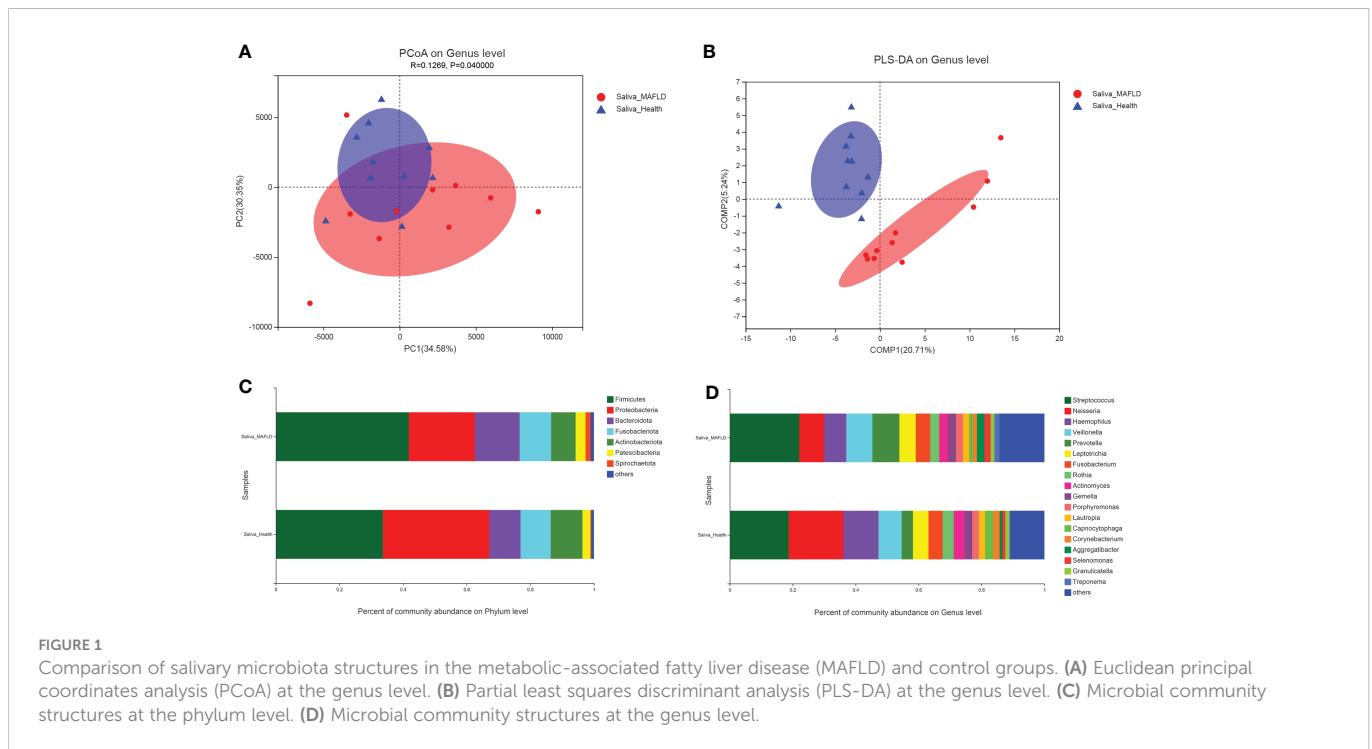 A
PCoA on Genus level
R=0.1269, P=0.040000
Saliva_MAFLD
Saliva_Health
5000
0
-5000
-10000
PC2(30.35%)
-5000
0
5000
10000
PC1(34.58%)
B
PLS-DA on Genus level
Saliva_MAFLD
Saliva_Health
7
6
5
4
3
2
1
0
-1
-2
-3
-4
-5
-6
-7
COMP2(5.24%)
-15
-10
-5
0
5
10
15
20
COMP1(20.71%)
C
Saliva_MAFLD
Saliva_Health
Samples
0
0.2
0.4
0.6
0.8
1
Percent of community abundance on Phylum level
Firmicutes
Proteobacteria
Bacteroidota
Fusobacteriota
Actinobacteriota
Patescibacteria
Spirochaetota
others
D
Saliva_MAFLD
Saliva_Health
Samples
0
0.2
0.4
0.6
0.8
1
Percent of community abundance on Genus level
Streptococcus
Neisseria
Haemophilus
Veillonella
Prevotella
Leptotrichia
Fusobacterium
Rothia
Actinomyces
Gemella
Porphyromonas
Lautropia
Capnocytophaga
Corynebacterium
Aggregatibacter
Selenomonas
Granulicatella
Treponema
others
FIGURE 1
Comparison of salivary microbiota structures in the metabolic-associated fatty liver disease (MAFLD) and control groups. (A) Euclidean principal
coordinates analysis (PCoA) at the genus level. (B) Partial least squares discriminant analysis (PLS-DA) at the genus level. (C) Microbial community
structures at the phylum level. (D) Microbial community structures at the genus level.